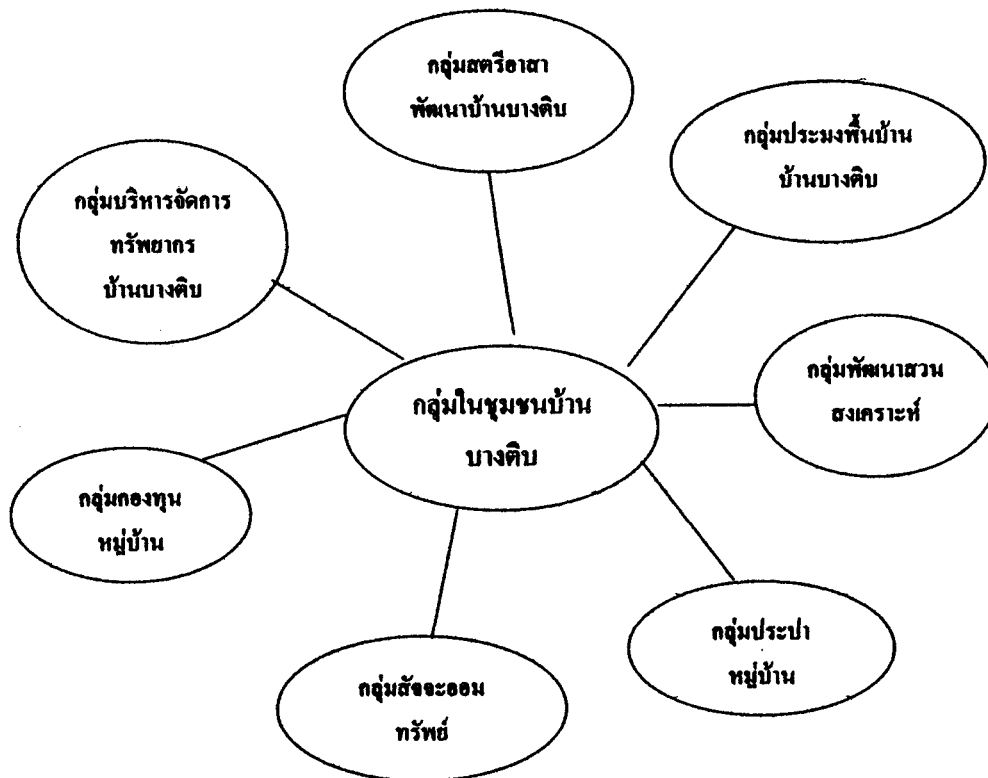 กลุ่มสตรีอาสา
พัฒนาบ้านบางติบ
กลุ่มประมงพื้นบ้าน
บ้านบางติบ
กลุ่มบริหารจัดการ
ทรัพยากร
บ้านบางติบ
กลุ่มพัฒนาสวน
สงเคราะห์
กลุ่มในชุมชนบ้าน
บางติบ
กลุ่มกองทุน
หมู่บ้าน
กลุ่มประปา
หมู่บ้าน
กลุ่มสัจจะออม
ทรัพย์